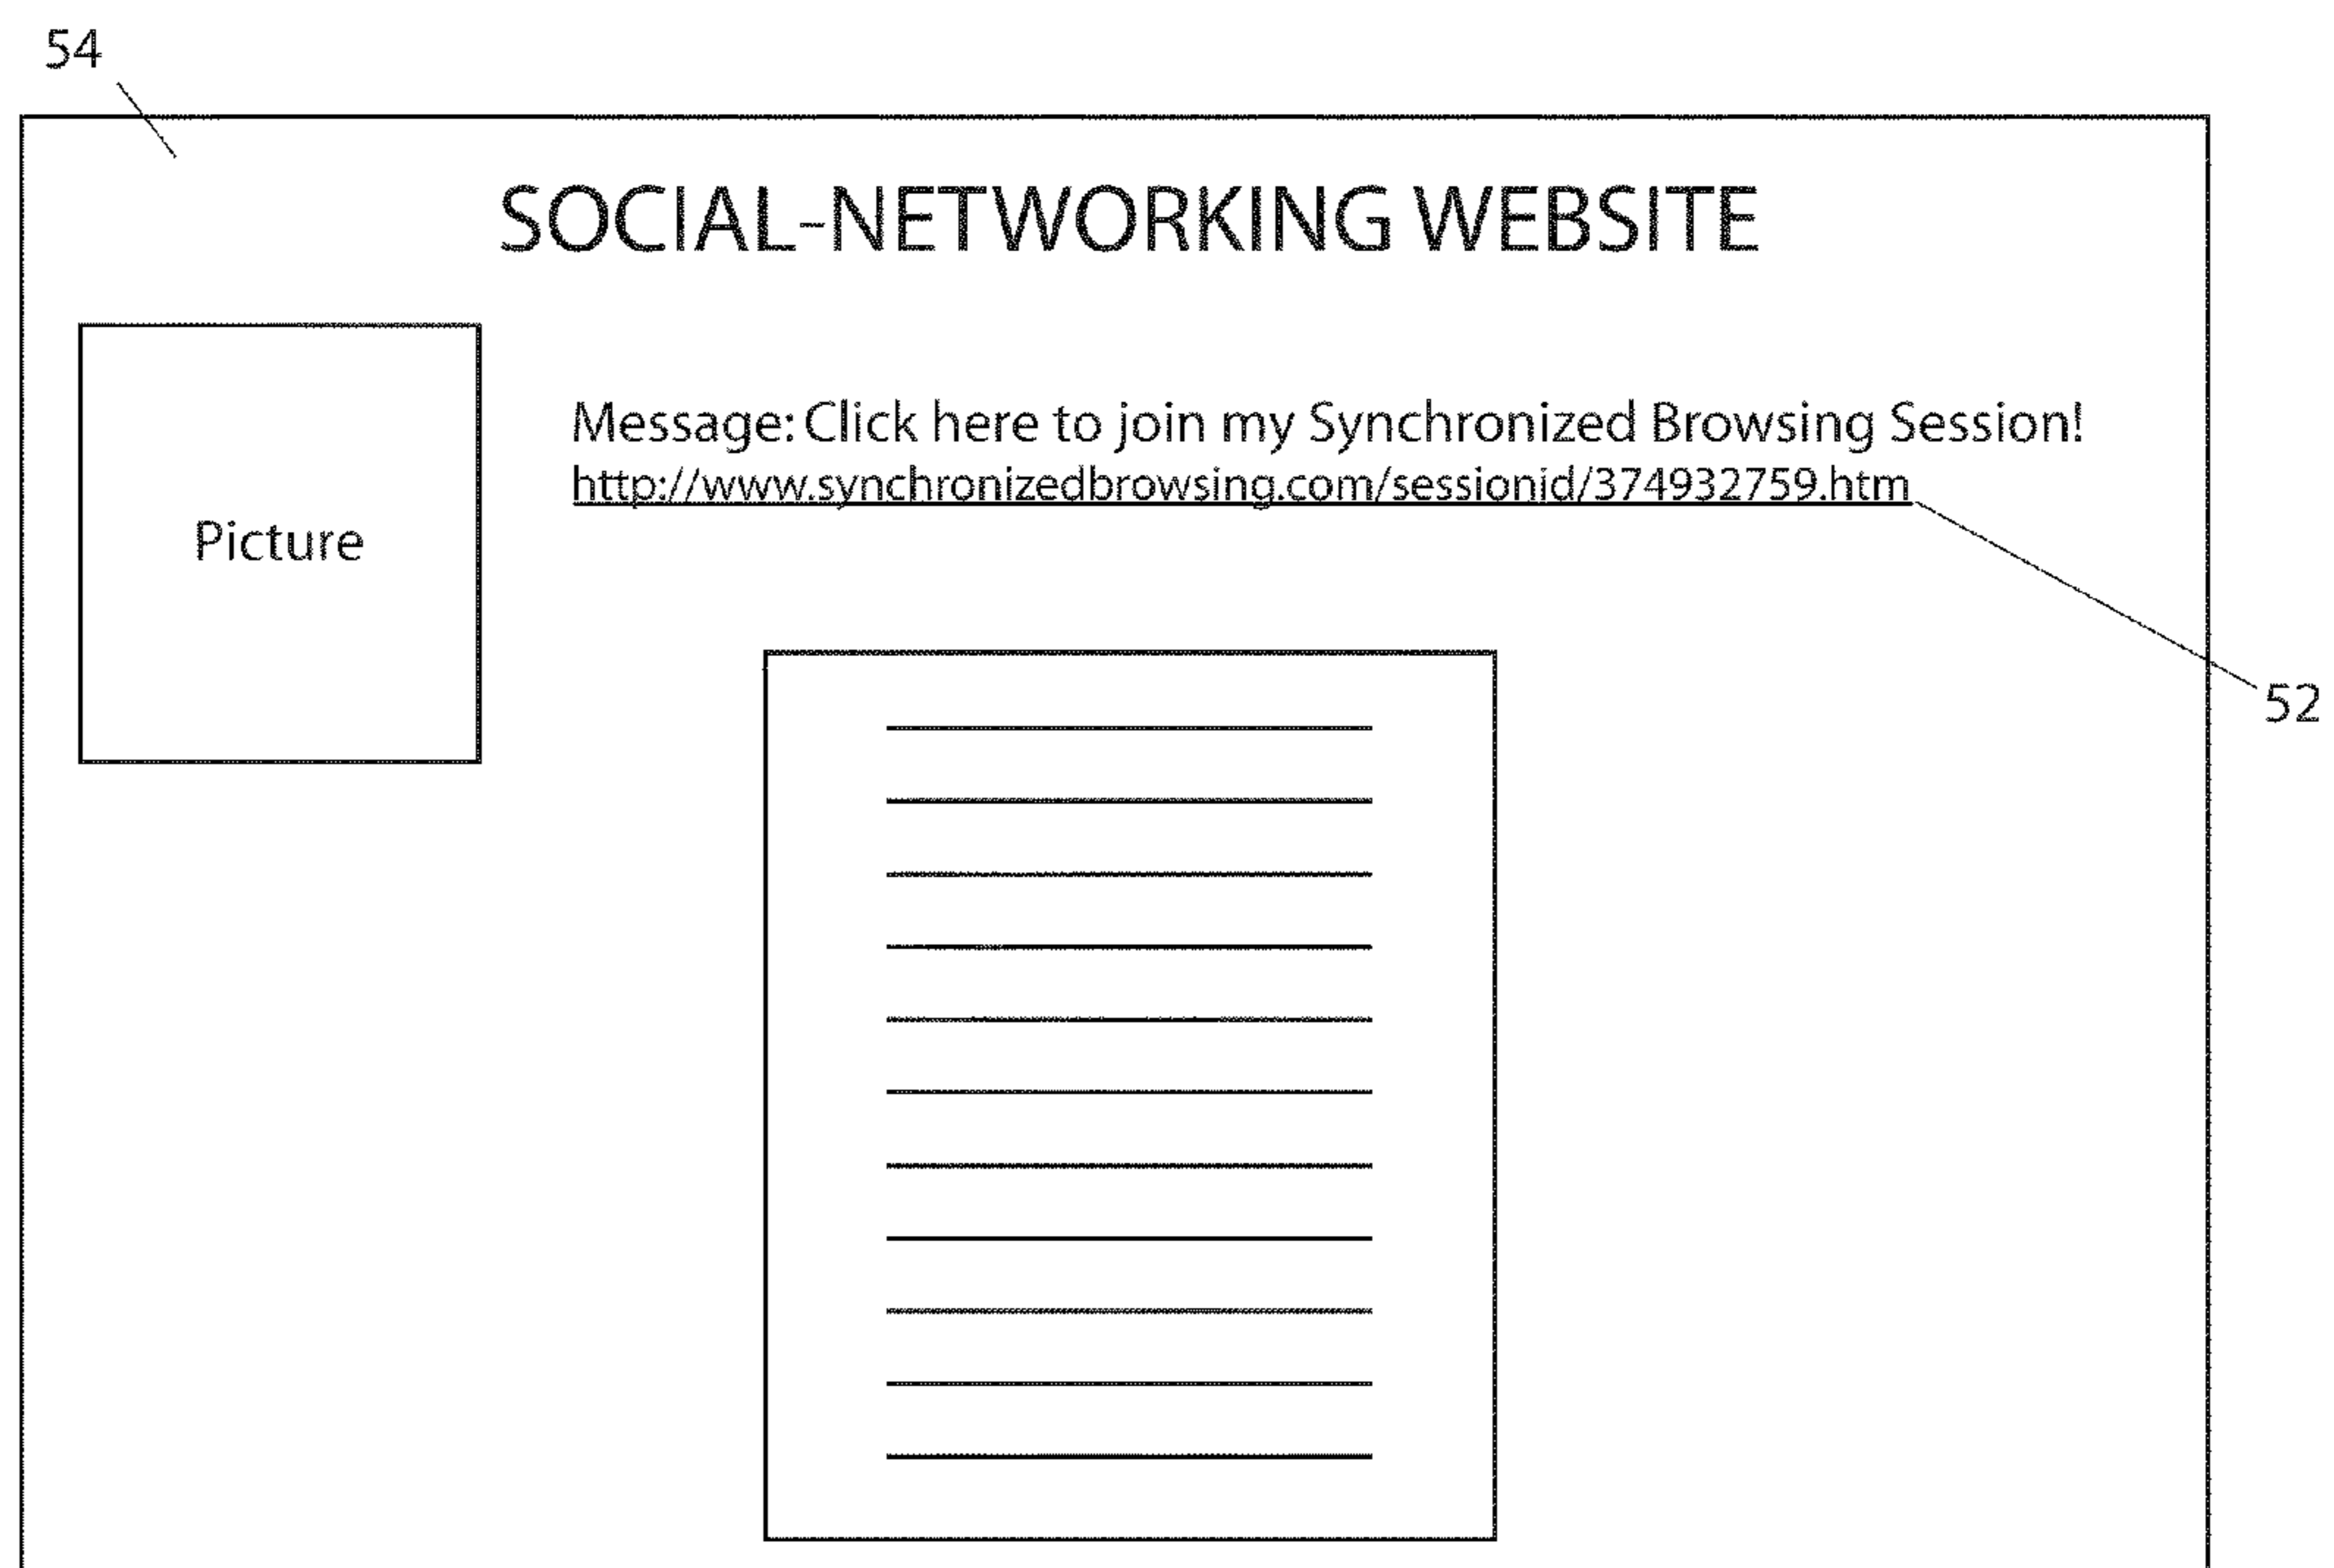 54
SOCIAL-NETWORKING WEBSITE
Message: Click here to join my Synchronized Browsing Session!
http://www.synchronizedbrowsing.com/sessionid/374932759.htm
Picture
52